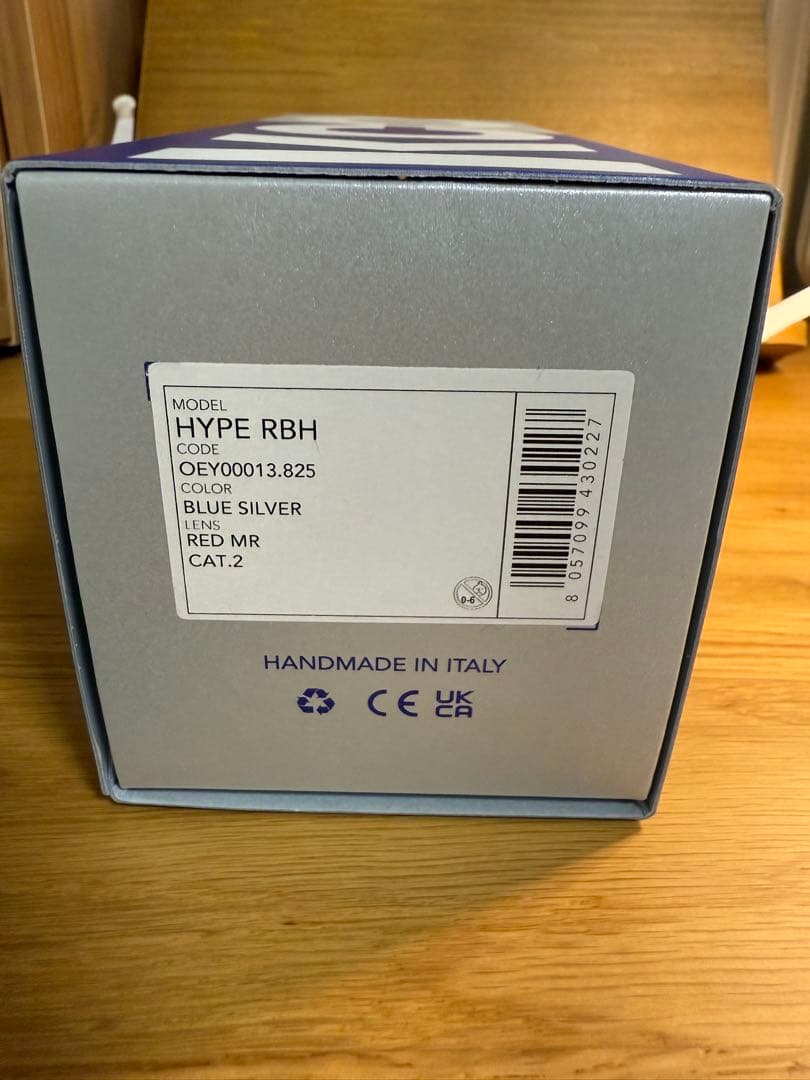 MODEL
HYPE RBH
CODE
OEY00013.825
COLOR
BLUE SILVER
LENS
RED MR
CAT.2
0-6
8 057099 430227
HANDMADE IN ITALY
CE UK
CA